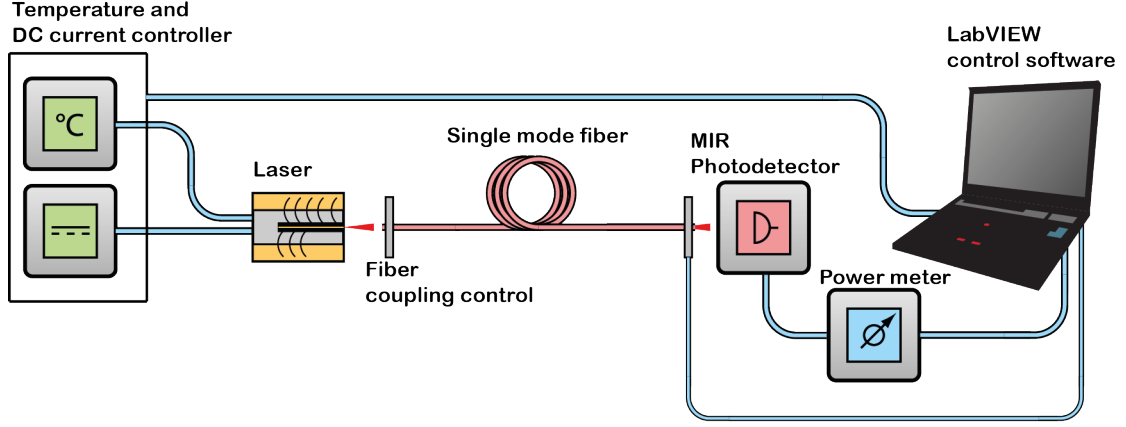 Temperature and
DC current controller
°C
Laser
Fiber
coupling control
Single mode fiber
MIR
Photodetector
Power meter
LabVIEW
control software